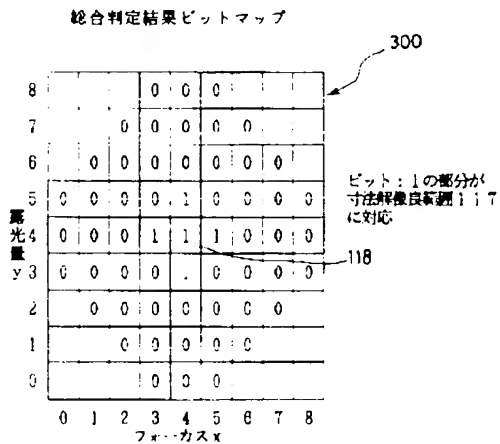 総合判定結果ビットマップ
300
8 0 0 0
7 0 0 0 0 0
6 0 0 0 0 0 0 0
5 0 0 0 0 1 0 0 0 0
4 0 0 0 1 1 1 0 0 0
3 0 0 0 0 0 0 0 0
2 0 0 0 0 0 0 0
1 0 0 0 0 0
0 0 0 0
露光量 y
0 1 2 3 4 5 6 7 8
フォーカス x
ビット：1の部分が
寸法解像良範囲117
に対応
118